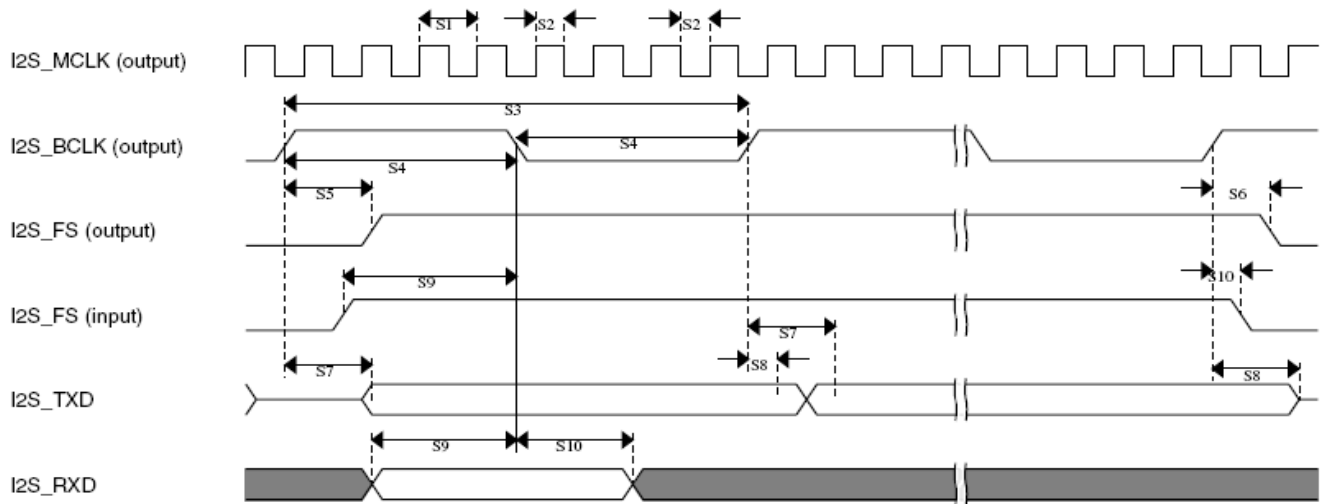 S1 S2 S2
I2S_MCLK (output)
S3
I2S_BCLK (output)
S4
S4
S5 S6
I2S_FS (output)
S9 S10
I2S_FS (input)
S7
S7 S8 S8
I2S_TXD
S9 S10
I2S_RXD